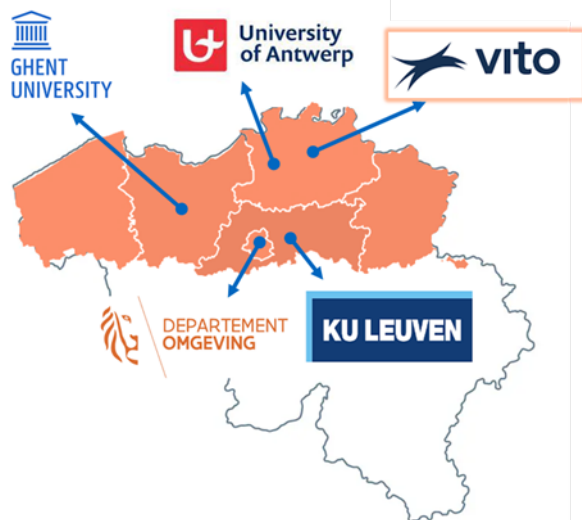 GHENT
UNIVERSITY
University
of Antwerp
vito
DEPARTEMENT
OMGEVING
KU LEUVEN